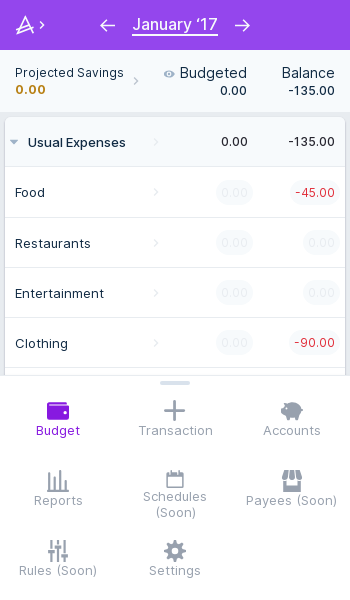 January ‘17
Projected Savings
0.00
Budgeted
0.00
Balance
-135.00
Usual Expenses 0.00 -135.00
Food 0.00 -45.00
Restaurants 0.00 0.00
Entertainment 0.00 0.00
Clothing 0.00 -90.00
Budget
Transaction
Accounts
Reports
Schedules
(Soon)
Payees (Soon)
Rules (Soon)
Settings